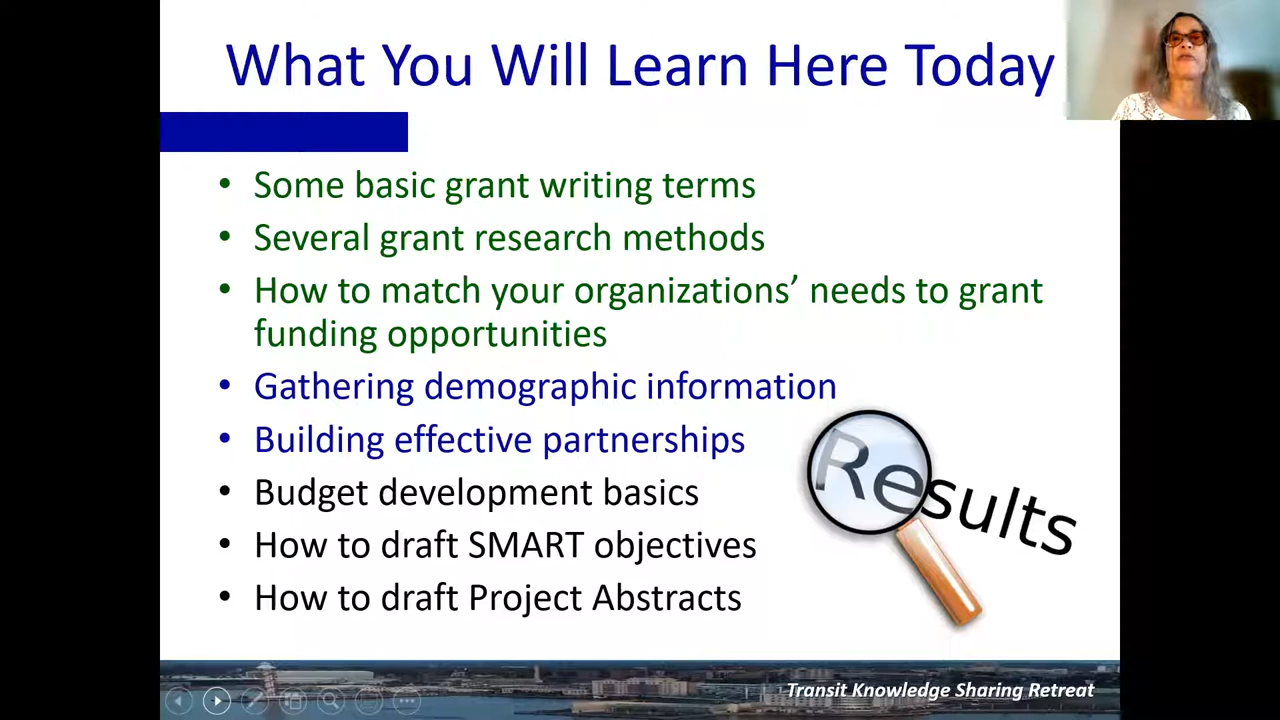 What You Will Learn Here Today
• Some basic grant writing terms
• Several grant research methods
• How to match your organizations’ needs to grant
funding opportunities
• Gathering demographic information
• Building effective partnerships
• Budget development basics
• How to draft SMART objectives
• How to draft Project Abstracts
Results
Transit Knowledge Sharing Retreat